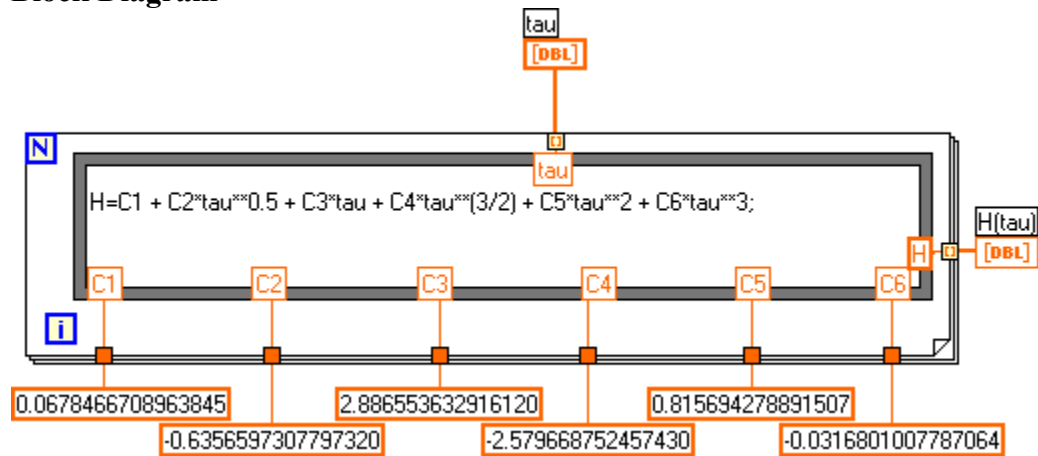 tau
[DBL]
N
tau
H=C1 + C2*tau**0.5 + C3*tau + C4*tau**(3/2) + C5*tau**2 + C6*tau**3;
H(tau)
H
[DBL]
C1 C2 C3 C4 C5 C6
i
0.0678466708963845 2.886553632916120 0.815694278891507
-0.6356597307797320 -2.579668752457430 -0.0316801007787064